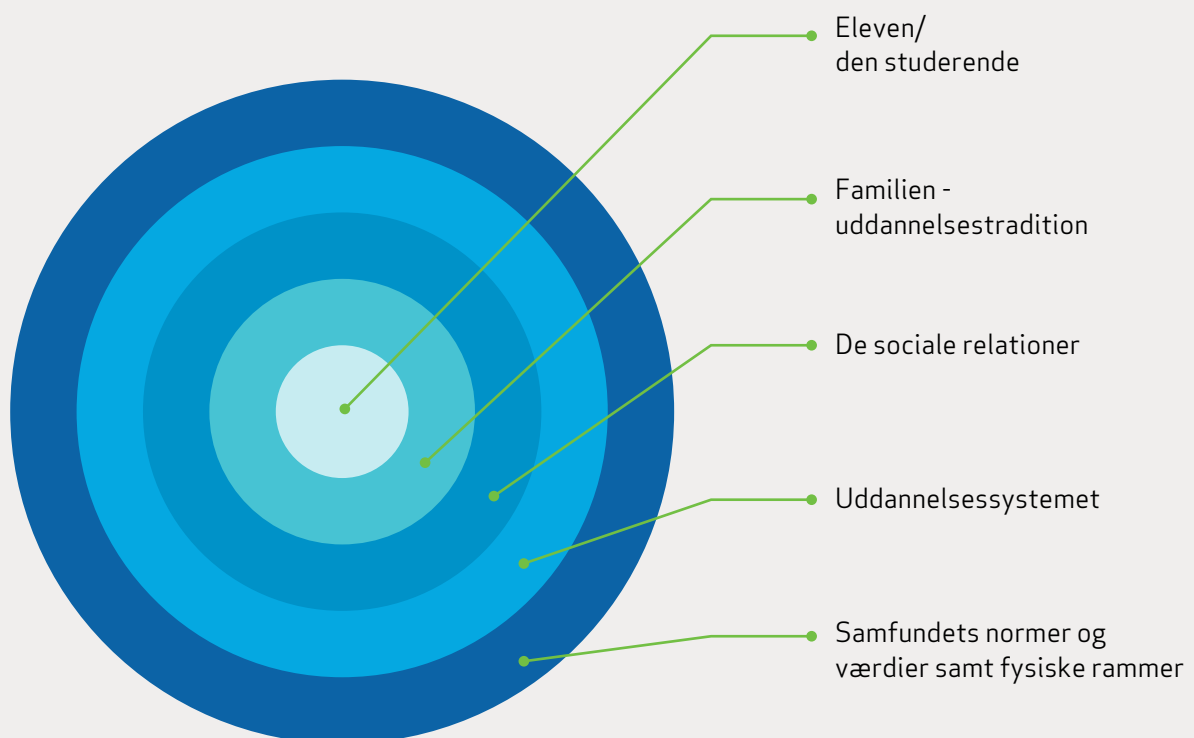 Eleven/
den studerende
Familien -
uddannelsestradition
De sociale relationer
Uddannelsessystemet
Samfundets normer og
værdier samt fysiske rammer